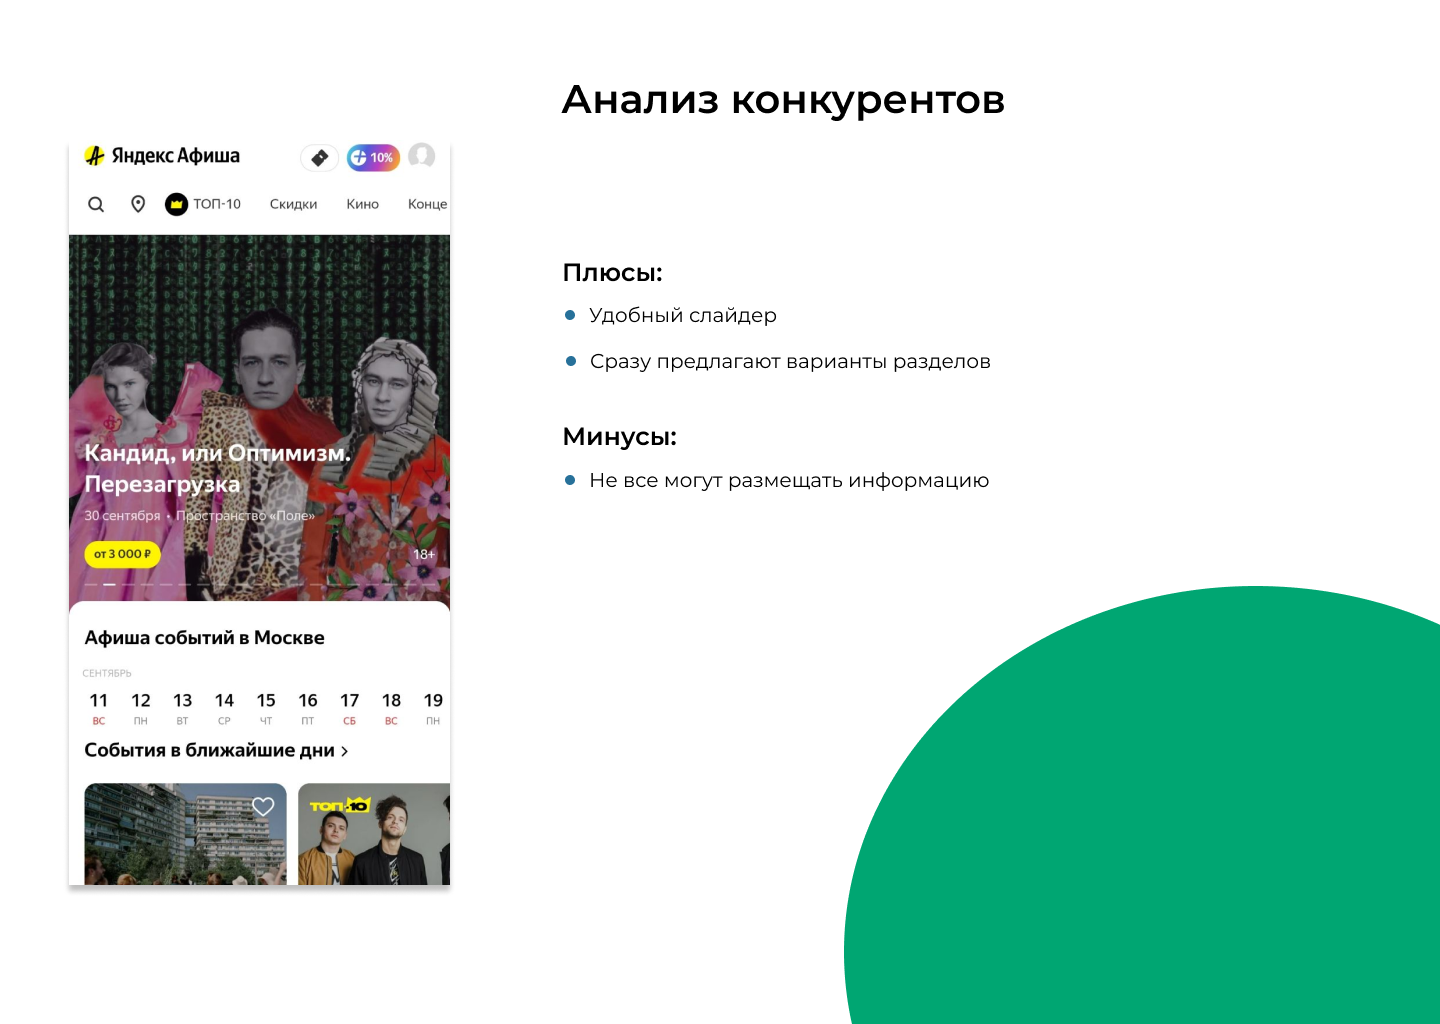 Анализ конкурентов
Яндекс Афиша
10%
ТОП-10 Скидки Кино Конце
Кандид, или Оптимизм.
Перезагрузка
30 сентября • Пространство «Поле»
от 3 000 ₽
18+
Афиша событий в Москве
СЕНТЯБРЬ
11 12 13 14 15 16 17 18 19
ВС ПН ВТ СР ЧТ ПТ СБ ВС ПН
События в ближайшие дни
ТОП-10
Плюсы:
Удобный слайдер
Сразу предлагают варианты разделов
Минусы:
Не все могут размещать информацию